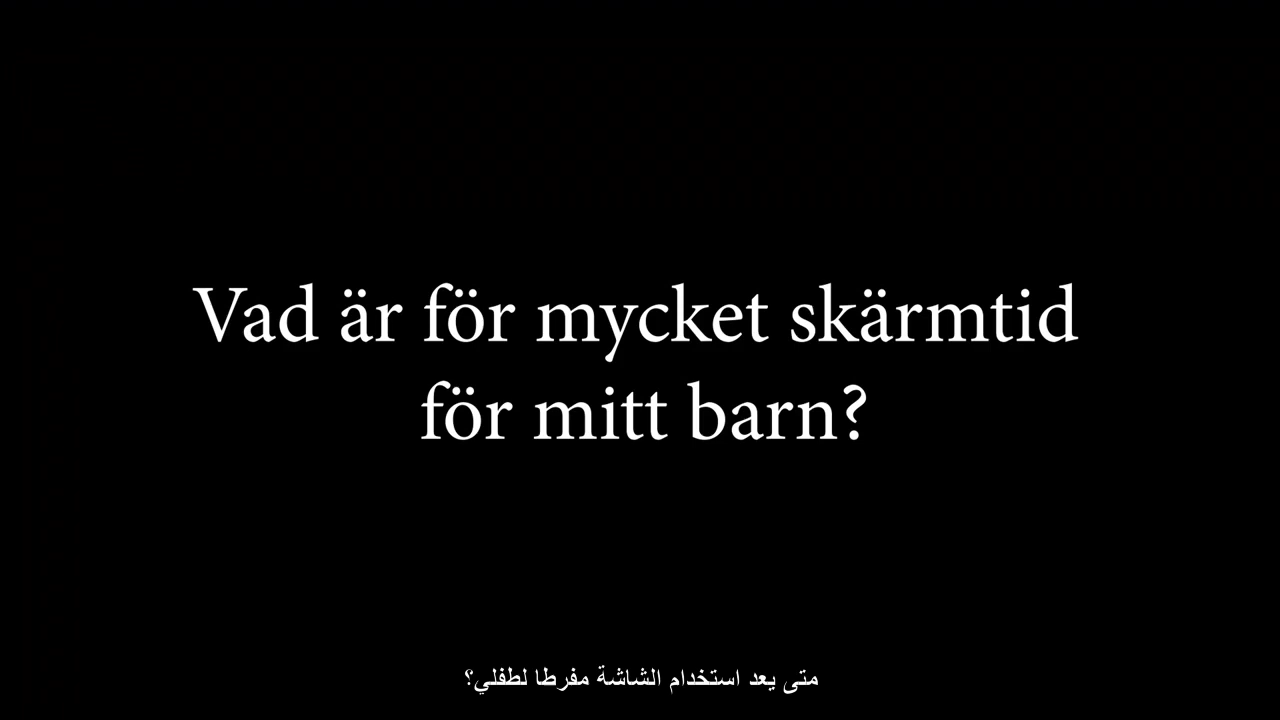 Vad är för mycket skärmtid
för mitt barn?
متى يعد استخدام الشاشة مفرطا لطفلي؟